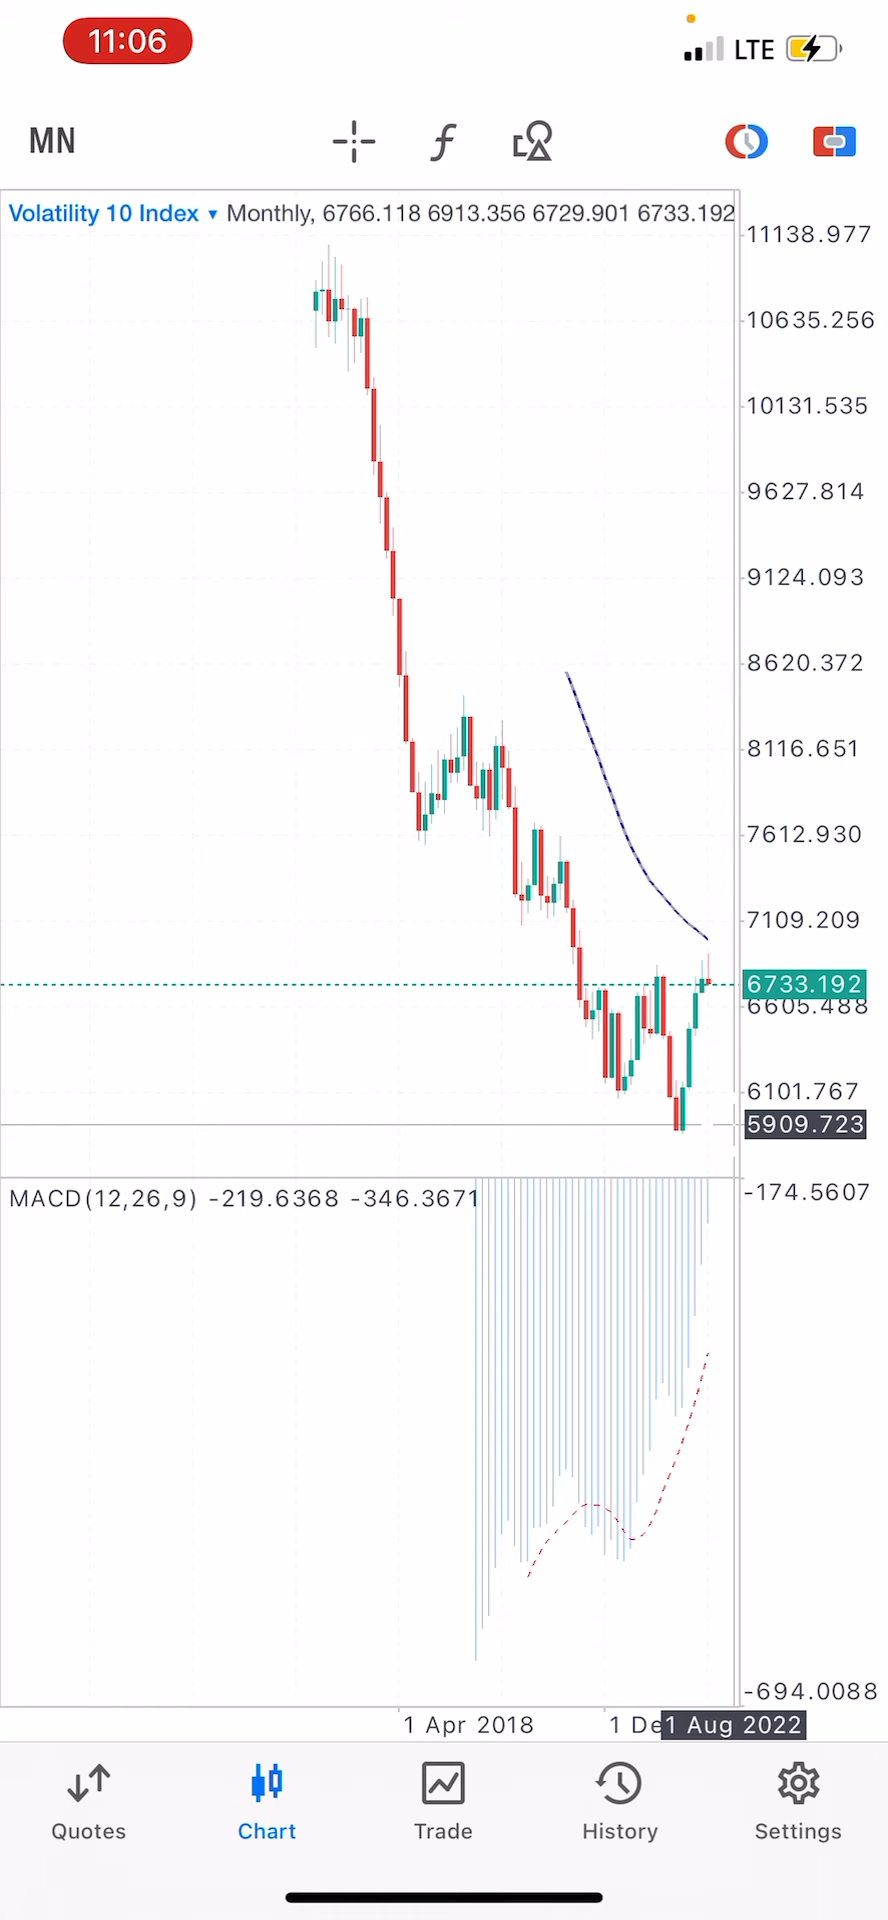 11:06
LTE
MN
Volatility 10 Index ▾ Monthly, 6766.118 6913.356 6729.901 6733.192
11138.977
10635.256
10131.535
9627.814
9124.093
8620.372
8116.651
7612.930
7109.209
6733.192
6605.488
6101.767
5909.723
MACD(12,26,9) -219.6368 -346.3671
-174.5607
-694.0088
1 Apr 2018
1 De
1 Aug 2022
Quotes
Chart
Trade
History
Settings